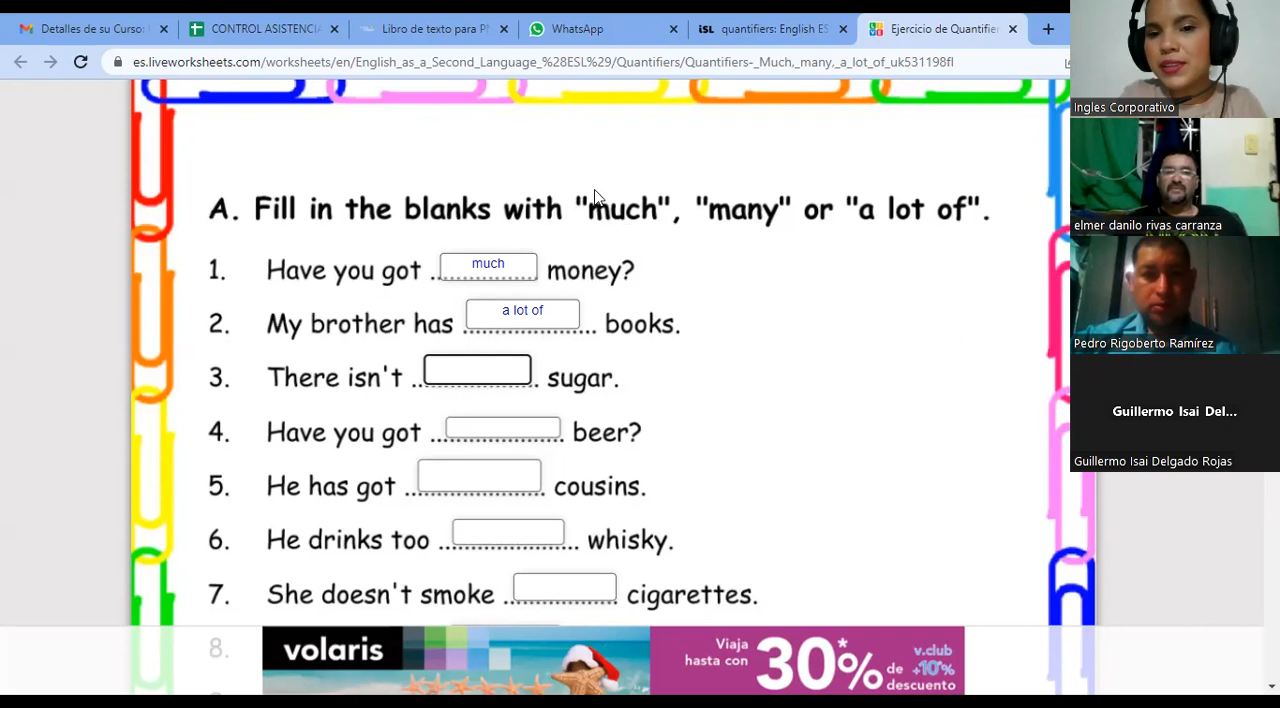 Detalles de su Curso:
CONTROL ASISTENCIA
Libro de texto para
WhatsApp
iSL quantifiers: English ES
Ejercicio de Quantifier
es.liveworksheets.com/worksheets/en/English_as_a_Second_Language_%28ESL%29/Quantifiers/Quantifiers-_Much,_many,_a_lot_of_uk531198fl
Ingles Corporativo
elmer danilo rivas carranza
Pedro Rigoberto Ramírez
Guillermo Isai Del...
Guillermo Isai Delgado Rojas
A. Fill in the blanks with "much", "many" or "a lot of".
1. Have you got ..much money?
2. My brother has a lot of... books.
3. There isn't .......... sugar.
4. Have you got .......... beer?
5. He has got .......... cousins.
6. He drinks too .......... whisky.
7. She doesn't smoke .......... cigarettes.
8.
volaris
Viaja
hasta con
30*%
de
descuento
v.club
+10%